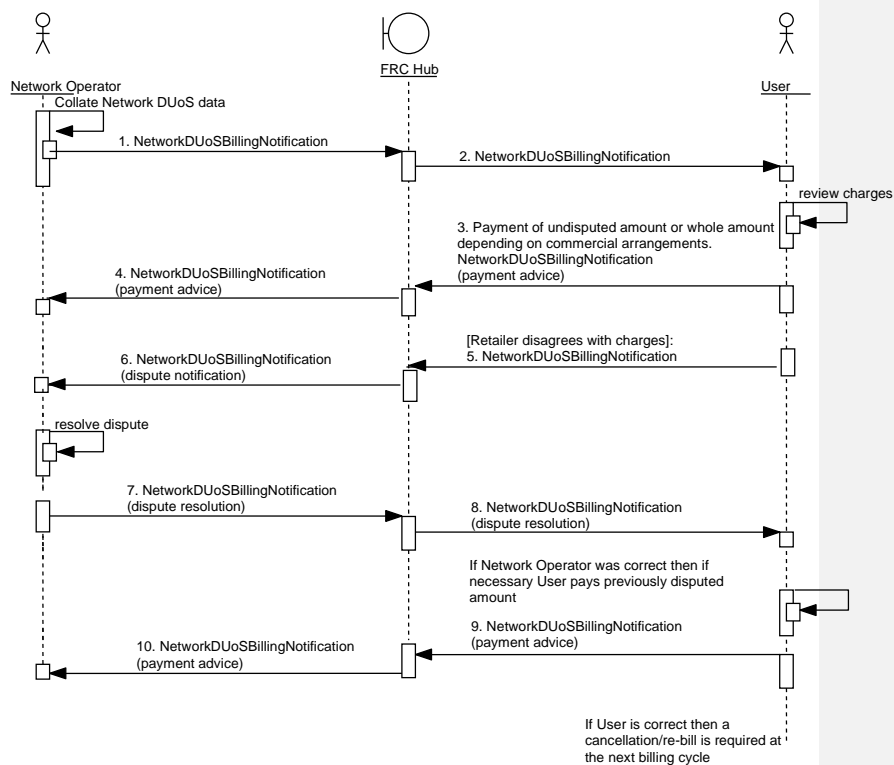 FRC Hub
Network Operator
User
Collate Network DUoS data
1. NetworkDUoSBillingNotification
2. NetworkDUoSBillingNotification
review charges
3. Payment of undisputed amount or whole amount
depending on commercial arrangements.
NetworkDUoSBillingNotification
(payment advice)
4. NetworkDUoSBillingNotification
(payment advice)
[Retailer disagrees with charges]:
5. NetworkDUoSBillingNotification
6. NetworkDUoSBillingNotification
(dispute notification)
resolve dispute
7. NetworkDUoSBillingNotification
(dispute resolution)
8. NetworkDUoSBillingNotification
(dispute resolution)
If Network Operator was correct then if
necessary User pays previously disputed
amount
9. NetworkDUoSBillingNotification
(payment advice)
10. NetworkDUoSBillingNotification
(payment advice)
If User is correct then a
cancellation/re-bill is required at
the next billing cycle